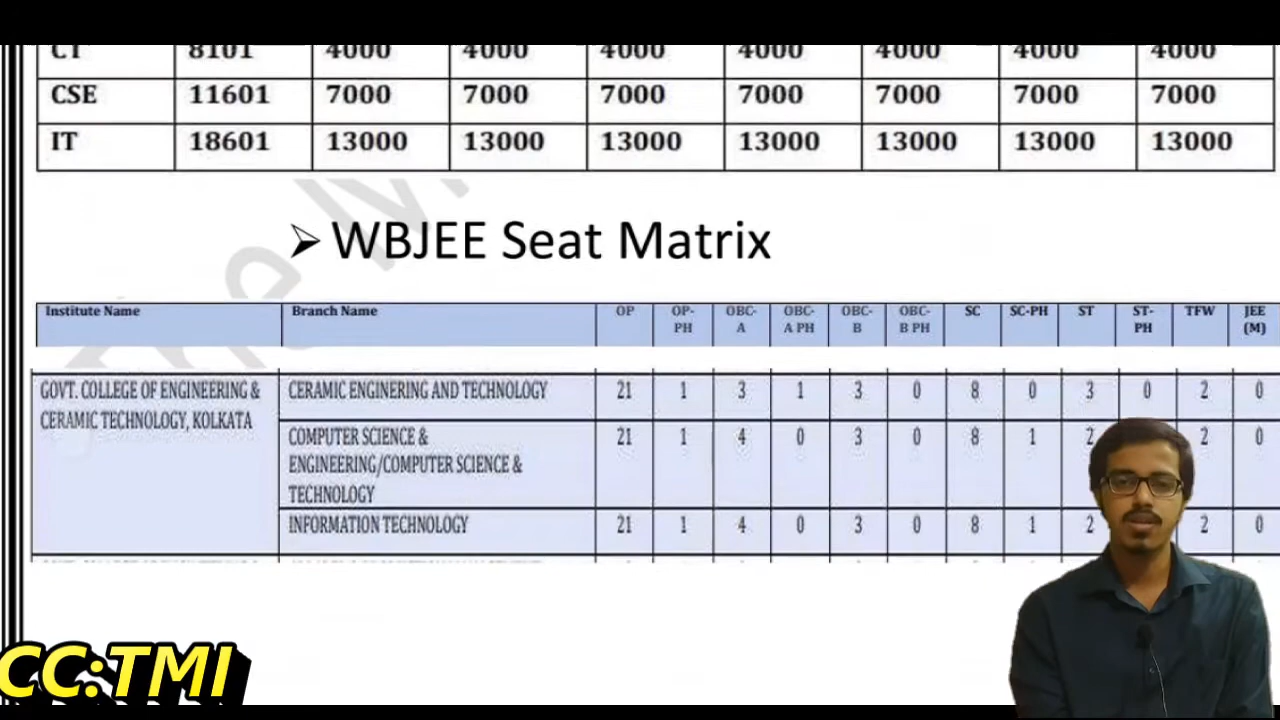 CT 8101 4000 4000 4000 4000 4000 4000 4000
CSE 11601 7000 7000 7000 7000 7000 7000 7000
IT 18601 13000 13000 13000 13000 13000 13000 13000
➢ WBJEE Seat Matrix
Institute Name Branch Name OP OP- OBC- OBC- OBC- OBC- SC SC-PH ST ST- TFW JEE
PH A A PH B B PH PH (M)
GOVT. COLLEGE OF ENGINEERING & CERAMIC ENGINERING AND TECHNOLOGY 21 1 3 1 3 0 8 0 3 0 2 0
CERAMIC TECHNOLOGY, KOLKATA
COMPUTER SCIENCE & 21 1 4 0 3 0 8 1 2 2 0
ENGINEERING/COMPUTER SCIENCE &
TECHNOLOGY
INFORMATION TECHNOLOGY 21 1 4 0 3 0 8 1 2 2 0
CC:TMI